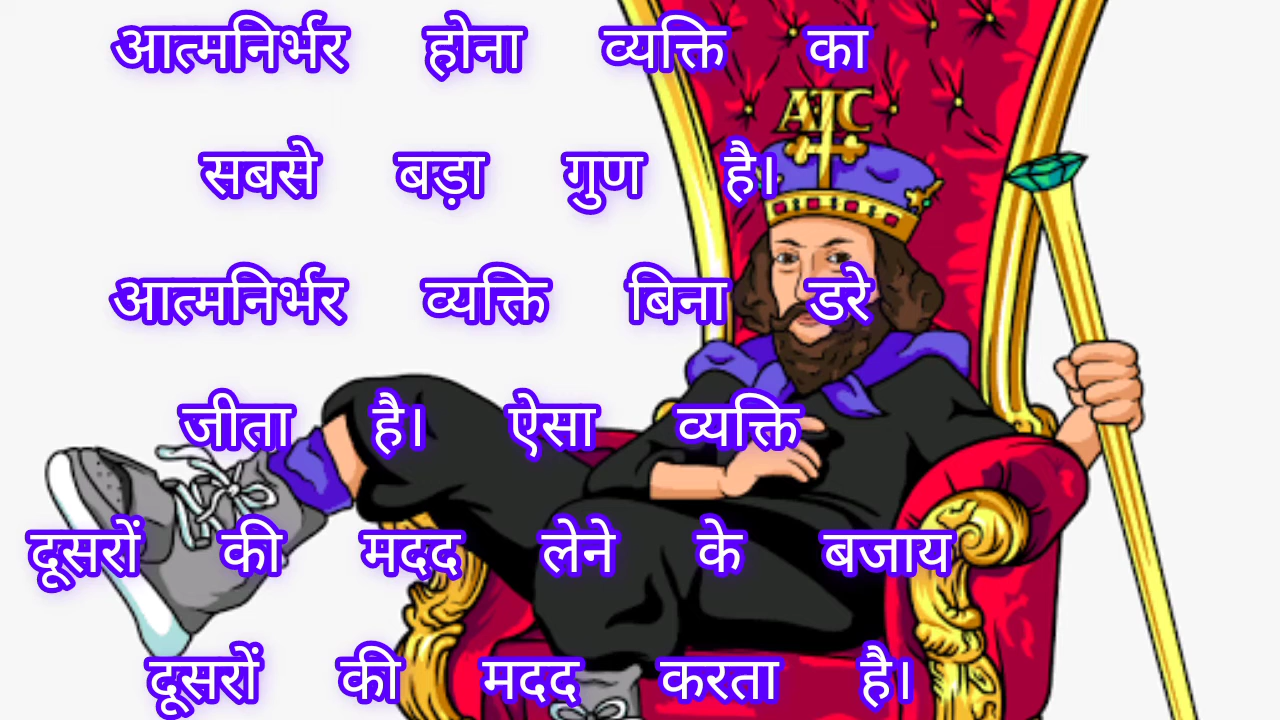 आत्मनिर्भर होना व्यक्ति का
ATC
सबसे बड़ा गुण है।
आत्मनिर्भर व्यक्ति बिना डरे
जीता है। ऐसा व्यक्ति
दूसरों की मदद लेने के बजाय
दूसरों की मदद करता है।